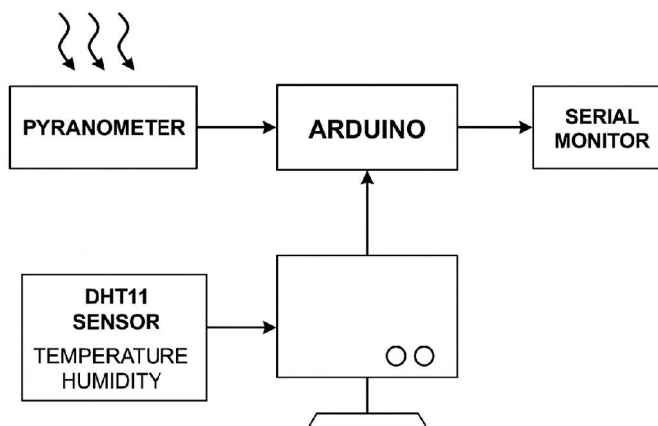 PYRANOMETER
ARDUINO
SERIAL
MONITOR
DHT11
SENSOR
TEMPERATURE
HUMIDITY